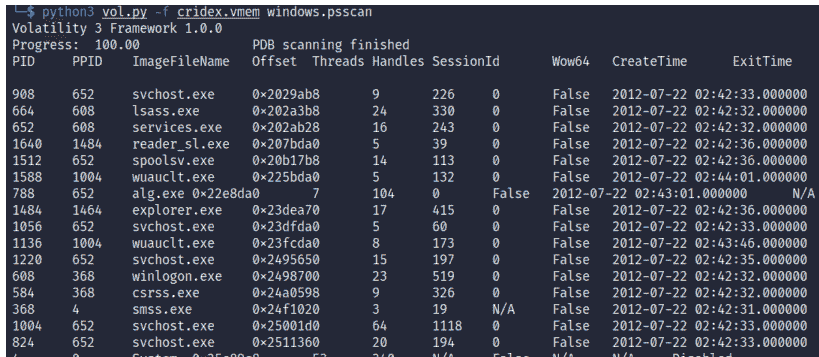 └─$ python3 vol.py -f cridex.vmem windows.psscan
Volatility 3 Framework 1.0.0
Progress:  100.00               PDB scanning finished
PID     PPID    ImageFileName   Offset  Threads Handles SessionId       Wow64   CreateTime      ExitTime
908     652     svchost.exe     0×2029ab8       9       226     0       False   2012-07-22 02:42:33.000000
664     608     lsass.exe       0×202a3b8       24      330     0       False   2012-07-22 02:42:32.000000
652     608     services.exe    0×202ab28       16      243     0       False   2012-07-22 02:42:32.000000
1640    1484    reader_sl.exe   0×207bda0       5       39      0       False   2012-07-22 02:42:36.000000
1512    652     spoolsv.exe     0×20b17b8       14      113     0       False   2012-07-22 02:42:36.000000
1588    1004    wuauclt.exe     0×225bda0       5       132     0       False   2012-07-22 02:44:01.000000
788     652     alg.exe 0×22e8da0       7       104     0       False   2012-07-22 02:43:01.000000      N/A
1484    1464    explorer.exe    0×23dea70       17      415     0       False   2012-07-22 02:42:36.000000
1056    652     svchost.exe     0×23dfda0       5       60      0       False   2012-07-22 02:42:33.000000
1136    1004    wuauclt.exe     0×23fcda0       8       173     0       False   2012-07-22 02:43:46.000000
1220    652     svchost.exe     0×2495650       15      197     0       False   2012-07-22 02:42:35.000000
608     368     winlogon.exe    0×2498700       23      519     0       False   2012-07-22 02:42:32.000000
584     368     csrss.exe       0×24a0598       9       326     0       False   2012-07-22 02:42:32.000000
368     4       smss.exe        0×24f1020       3       19      N/A     False   2012-07-22 02:42:31.000000
1004    652     svchost.exe     0×25001d0       64      1118    0       False   2012-07-22 02:42:33.000000
824     652     svchost.exe     0×2511360       20      194     0       False   2012-07-22 02:42:33.000000